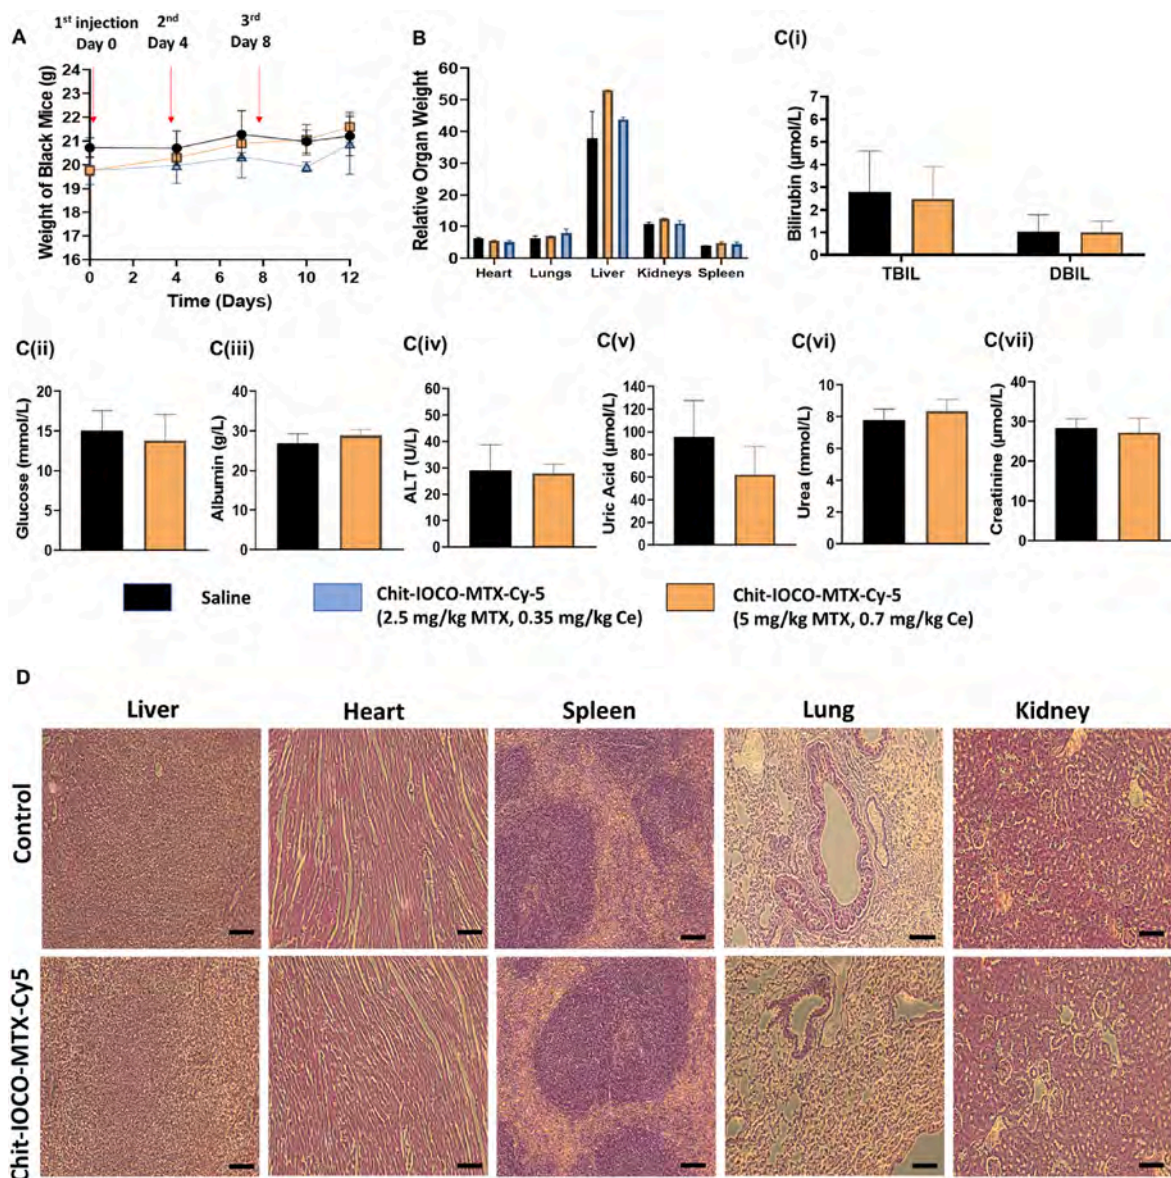 1st injection
Day 0
2nd
Day 4
3rd
Day 8
A
Weight of Black Mice (g)
24
23
22
21
20
19
18
17
16
0
2
4
6
8
10
12
Time (Days)
B
Relative Organ Weight
60
50
40
30
20
10
0
Heart
Lungs
Liver
Kidneys
Spleen
C(i)
Bilirubin (µmol/L)
7
6
5
4
3
2
1
0
TBIL
DBIL
C(ii)
Glucose (mmol/L)
20
15
10
5
0
C(iii)
Albumin (g/L)
40
30
20
10
0
C(iv)
ALT (U/L)
60
50
40
30
20
10
0
C(v)
Uric Acid (µmol/L)
140
120
100
80
60
40
20
0
C(vi)
Urea (mmol/L)
10
8
6
4
2
0
C(vii)
Creatinine (µmol/L)
40
30
20
10
0
Saline
Chit-IOCO-MTX-Cy-5
(2.5 mg/kg MTX, 0.35 mg/kg Ce)
Chit-IOCO-MTX-Cy-5
(5 mg/kg MTX, 0.7 mg/kg Ce)
D
Liver
Heart
Spleen
Lung
Kidney
Control
Chit-IOCO-MTX-Cy5